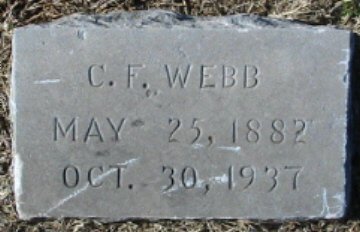 C. F. WEBB
MAY 25, 1882
OCT. 30, 1937